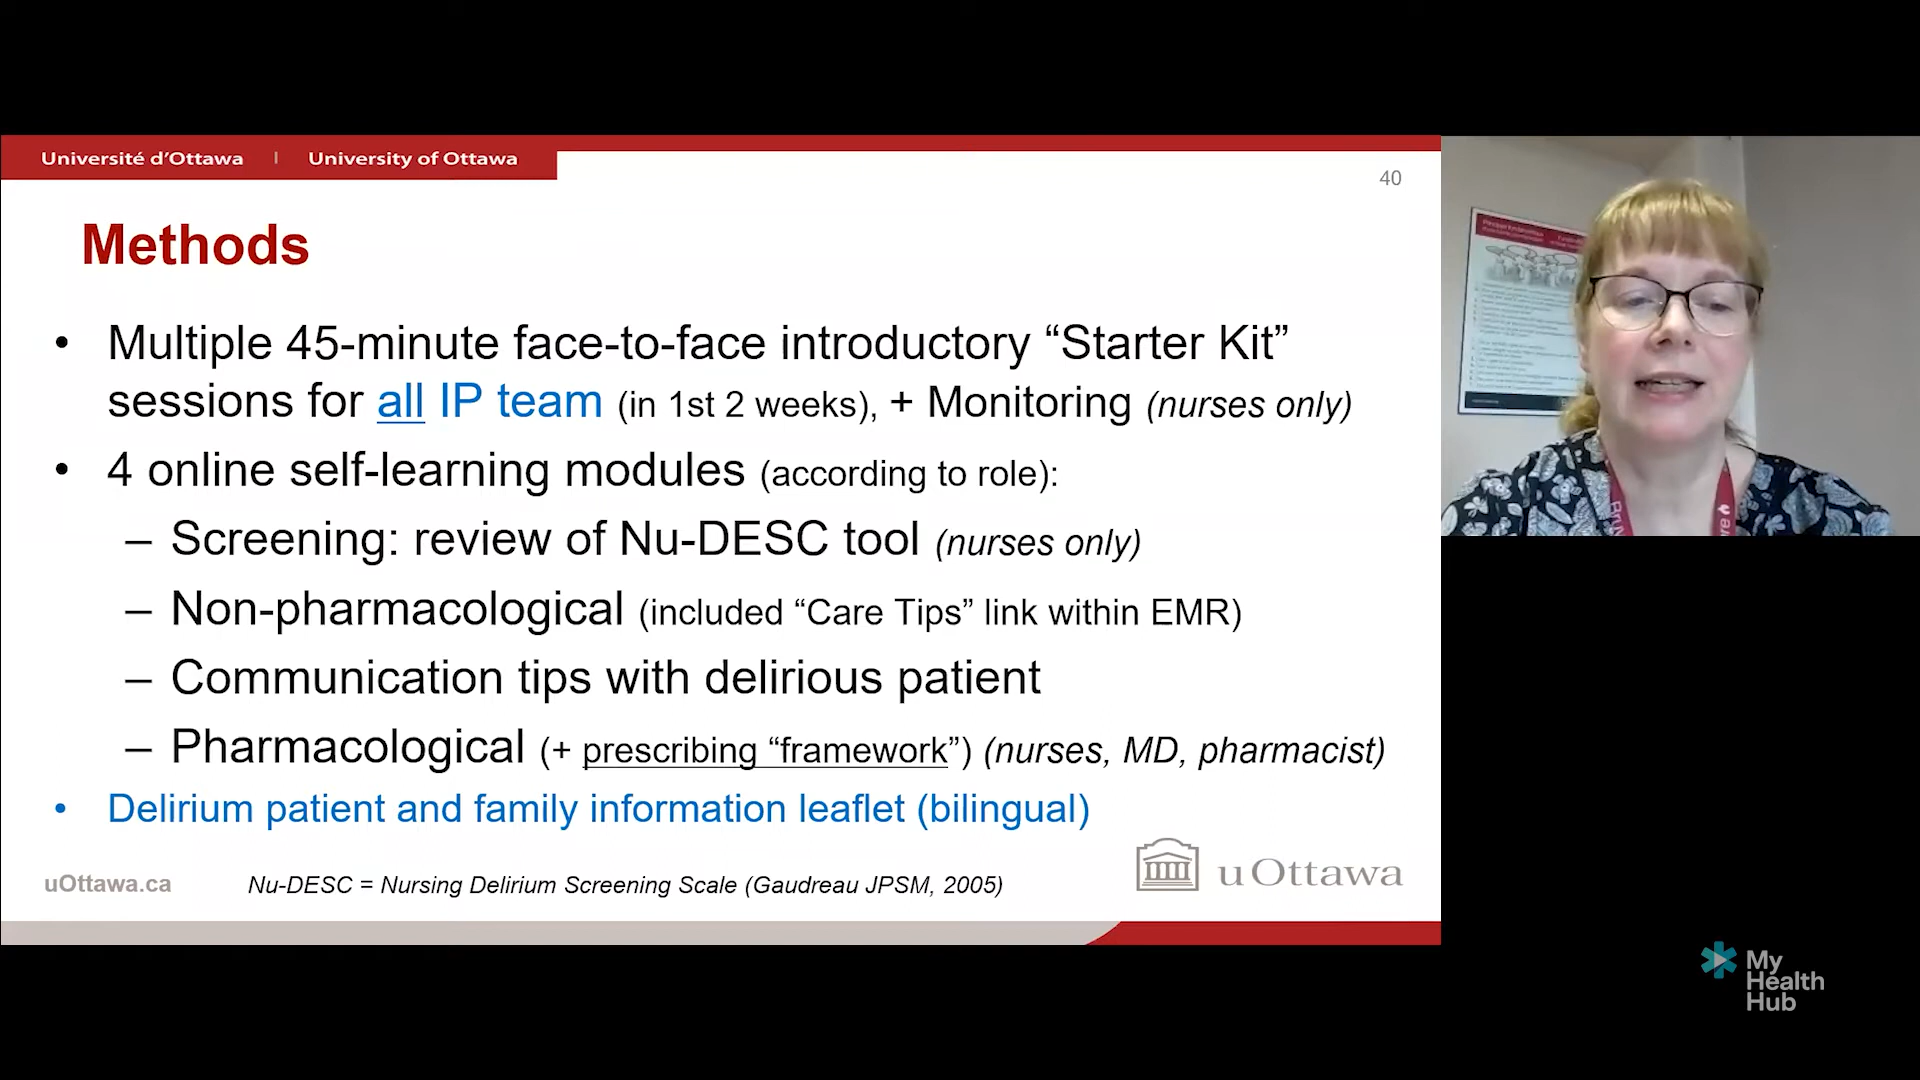 Université d'Ottawa | University of Ottawa
40
Methods
• Multiple 45-minute face-to-face introductory “Starter Kit”
sessions for all IP team (in 1st 2 weeks), + Monitoring (nurses only)
• 4 online self-learning modules (according to role):
– Screening: review of Nu-DESC tool (nurses only)
– Non-pharmacological (included “Care Tips” link within EMR)
– Communication tips with delirious patient
– Pharmacological (+ prescribing “framework”) (nurses, MD, pharmacist)
• Delirium patient and family information leaflet (bilingual)
uOttawa.ca
Nu-DESC = Nursing Delirium Screening Scale (Gaudreau JPSM, 2005)
uOttawa
My
Health
Hub